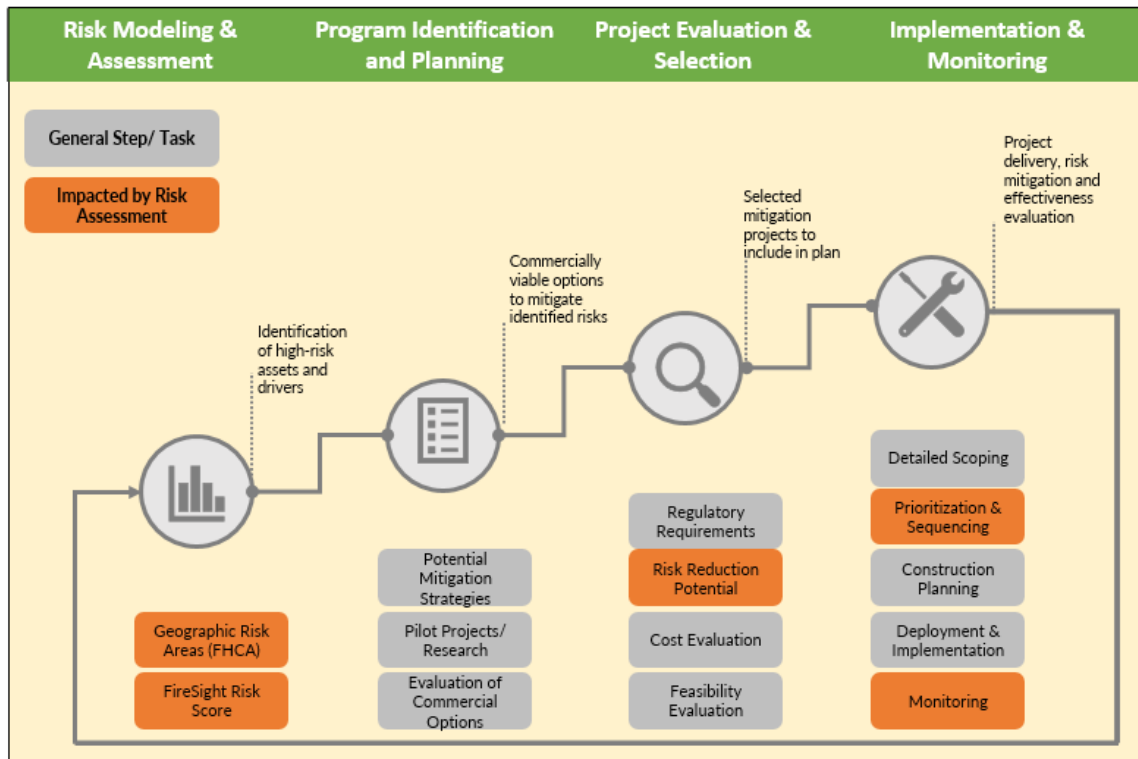 Risk Modeling &
Assessment
Program Identification
and Planning
Project Evaluation &
Selection
Implementation &
Monitoring
General Step/ Task
Impacted by Risk
Assessment
Identification
of high-risk
assets and
drivers
Commercially
viable options
to mitigate
identified risks
Selected
mitigation
projects to
include in plan
Project
delivery, risk
mitigation and
effectiveness
evaluation
Geographic Risk
Areas (FHCA)
FireSight Risk
Score
Potential
Mitigation
Strategies
Pilot Projects/
Research
Evaluation of
Commercial
Options
Regulatory
Requirements
Risk Reduction
Potential
Cost Evaluation
Feasibility
Evaluation
Detailed Scoping
Prioritization &
Sequencing
Construction
Planning
Deployment &
Implementation
Monitoring